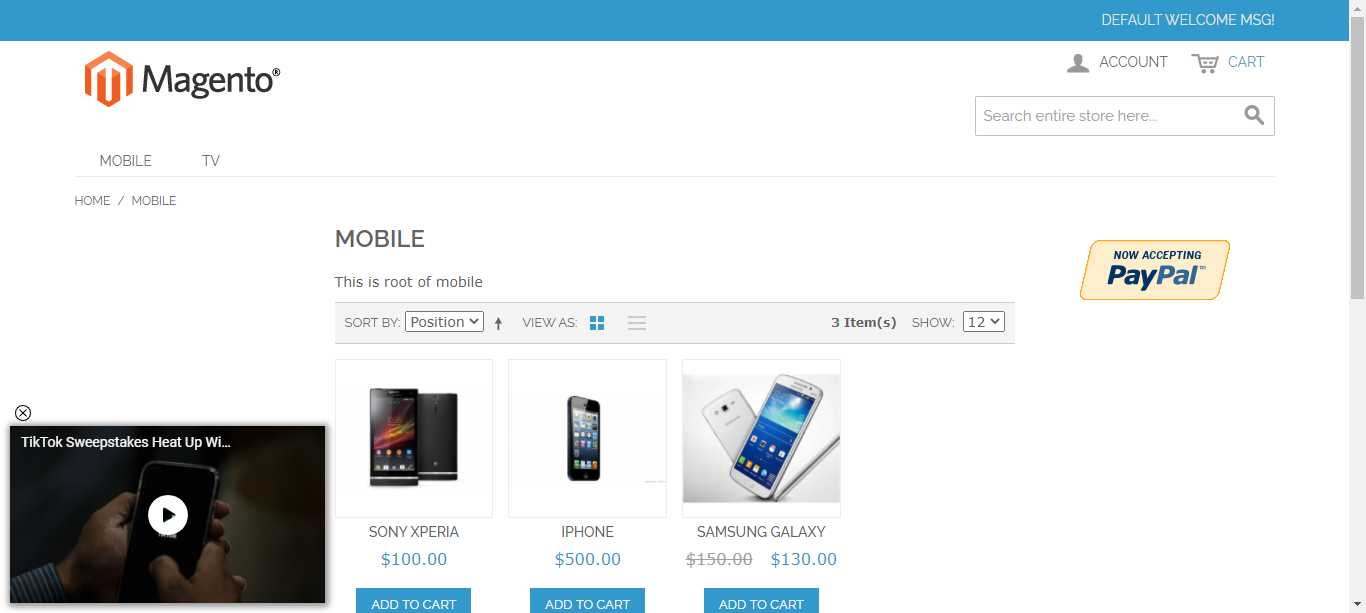 DEFAULT WELCOME MSG!
Magento®
ACCOUNT CART
Search entire store here...
MOBILE TV
HOME / MOBILE
MOBILE
NOW ACCEPTING
PayPal™
This is root of mobile
SORT BY: Position VIEW AS: 3 Item(s) SHOW: 12
TikTok Sweepstakes Heat Up Wi...
SONY XPERIA IPHONE SAMSUNG GALAXY
$100.00 $500.00 $150.00 $130.00
ADD TO CART ADD TO CART ADD TO CART